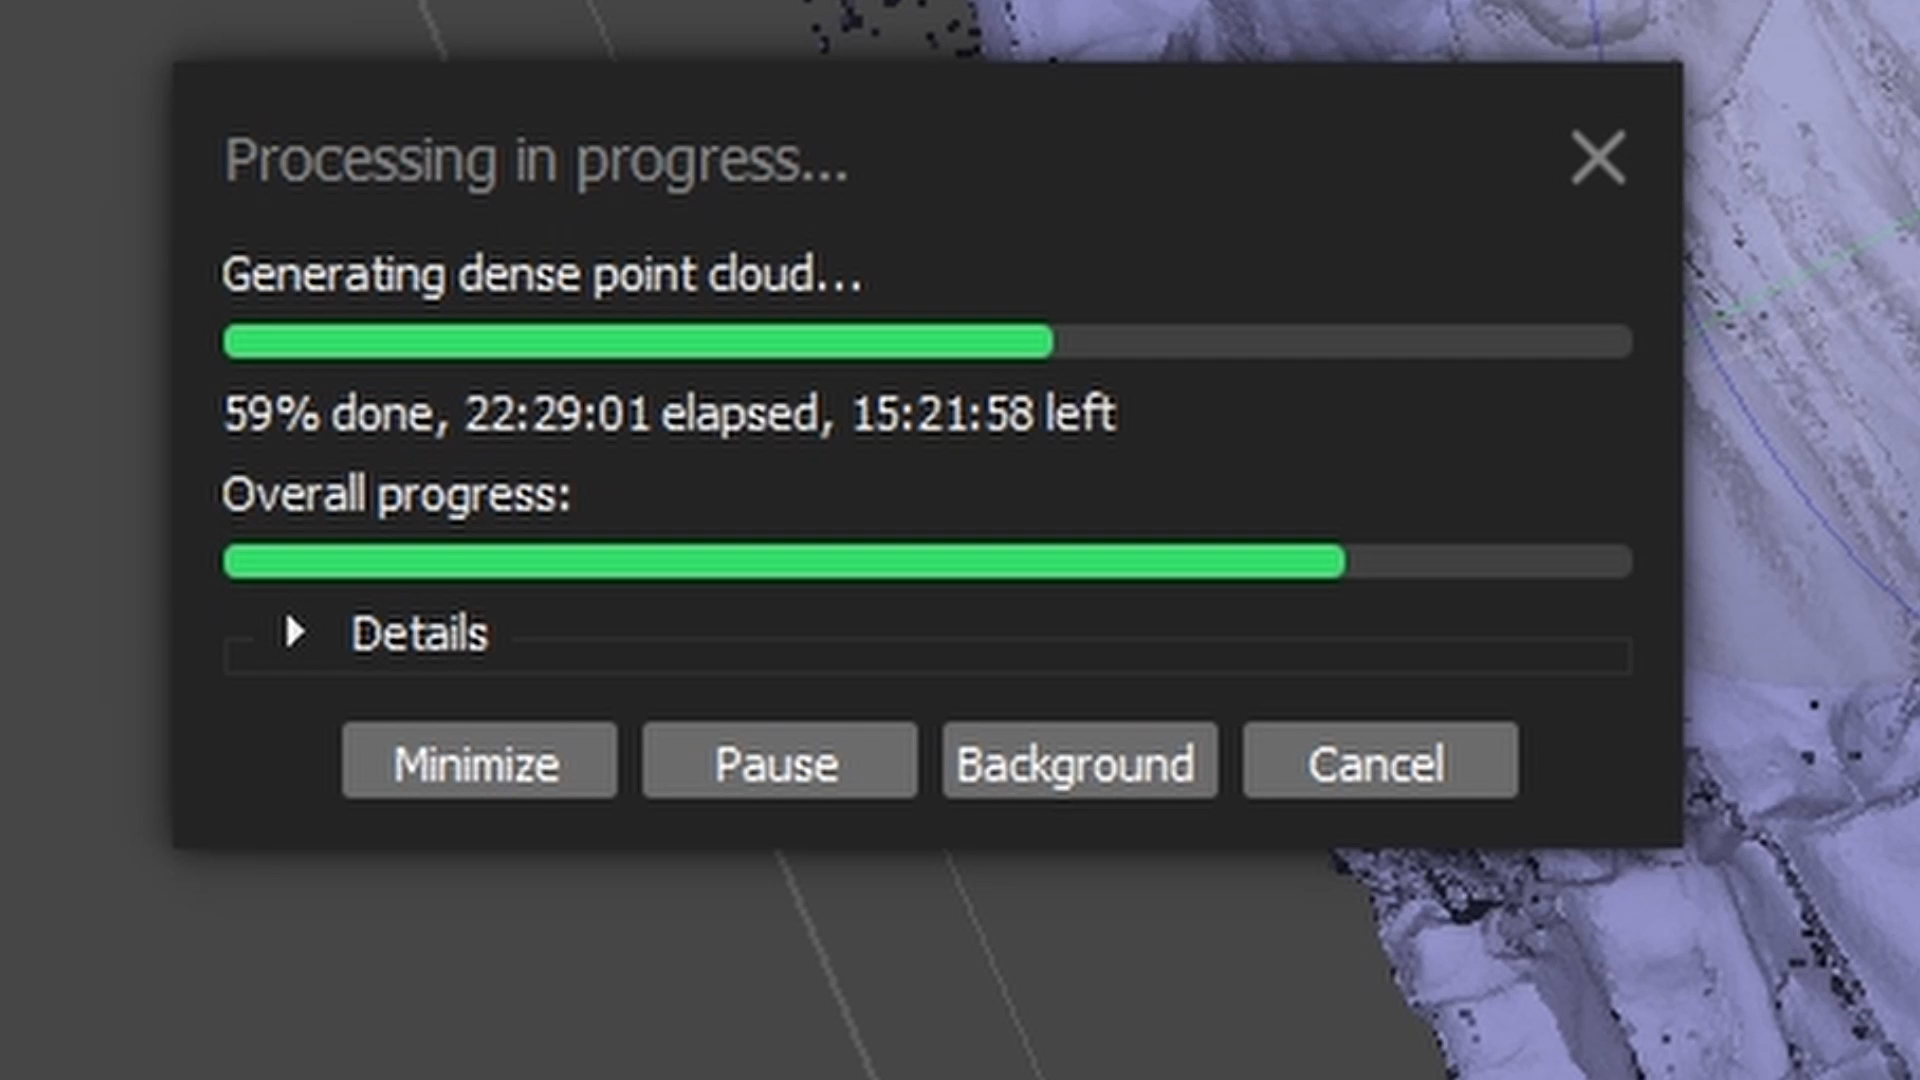 Processing in progress...
Generating dense point cloud...
59% done, 22:29:01 elapsed, 15:21:58 left
Overall progress:
Details
Minimize Pause Background Cancel